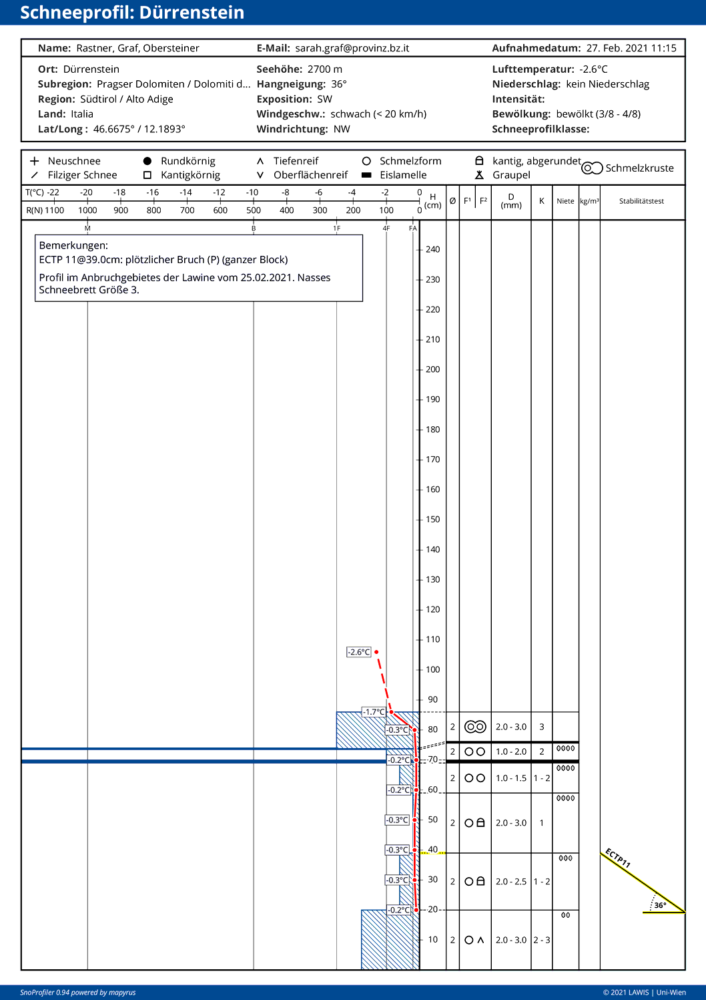 Schneeprofil: Dürrenstein
Name: Rastner, Graf, Obersteiner E-Mail: sarah.graf@provinz.bz.it Aufnahmedatum: 27. Feb. 2021 11:15
Ort: Dürrenstein Seehöhe: 2700 m Lufttemperatur: -2.6°C
Subregion: Pragser Dolomiten / Dolomiti d... Hangneigung: 36° Niederschlag: kein Niederschlag
Region: Südtirol / Alto Adige Exposition: SW Intensität:
Land: Italia Windgeschw.: schwach (< 20 km/h) Bewölkung: bewölkt (3/8 - 4/8)
Lat/Long : 46.6675° / 12.1893° Windrichtung: NW Schneeprofilklasse:
Neuschnee Rundkörnig Tiefenreif Schmelzform kantig, abgerundet Schmelzkruste
Filziger Schnee Kantigkörnig Oberflächenreif Eislamelle Graupel
T(°C) -22 -20 -18 -16 -14 -12 -10 -8 -6 -4 -2 0
R(N) 1100 1000 900 800 700 600 500 400 300 200 100 0
H (cm) Ø F¹ F² D (mm) K Niete kg/m³ Stabilitätstest
M B 1F 4F FA
Bemerkungen:
ECTP 11@39.0cm: plötzlicher Bruch (P) (ganzer Block)
Profil im Anbruchgebietes der Lawine vom 25.02.2021. Nasses
Schneebrett Größe 3.
240
230
220
210
200
190
180
170
160
150
140
130
120
110
-2.6°C
100
90
-1.7°C
-0.3°C 80 2 2.0 - 3.0 3
2 1.0 - 2.0 2
-0.2°C 70
2 1.0 - 1.5 1 - 2
-0.2°C 60
-0.3°C 50 2 2.0 - 3.0 1
-0.3°C 40
ECTP11
-0.3°C 30 2 2.0 - 2.5 1 - 2
36°
-0.2°C 20
10 2 2.0 - 3.0 2 - 3
SnoProfiler 0.94 powered by mapyrus © 2021 LAWIS | Uni-Wien